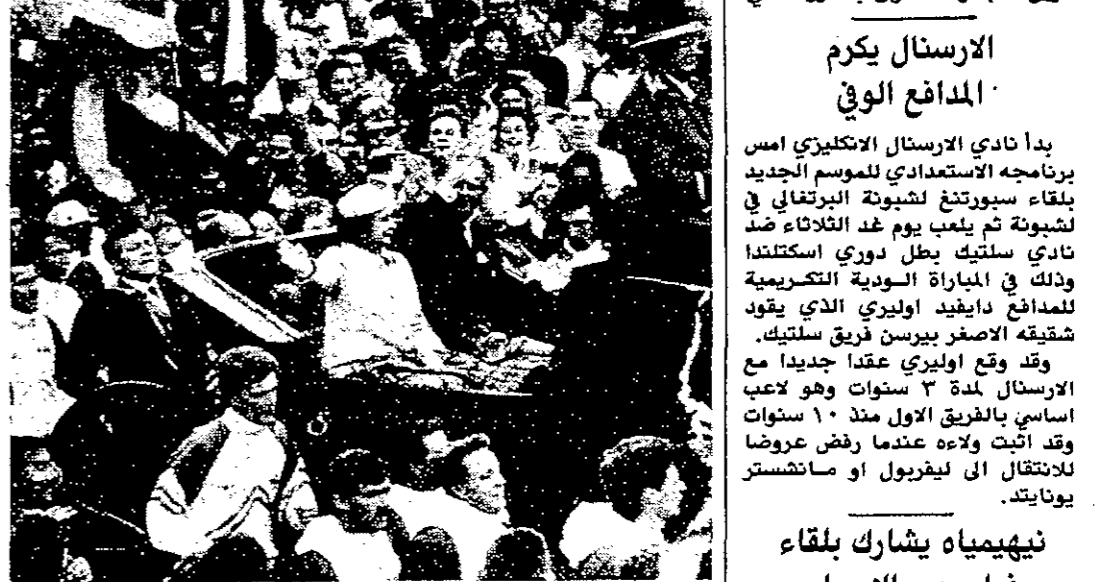 الارسنال يكرم
المدافع الوفي
بدأ نادي الارسنال الانكليزي امس
برنامجه الاستعدادي للموسم الجديد
بلقاء سبورتنغ لشبونة البرتغالي في
لشبونة ثم يلعب يوم غد الثلاثاء ضد
نادي سلتيك بطل دوري اسكتلندا
وذلك في المباراة الودية التكريمية
للمدافع دايفيد اوليري الذي يقود
شقيقه الاصغر بيرسن فريق سلتيك.
وقد وقع اوليري عقدا جديدا مع
الارسنال لمدة ٣ سنوات وهو لاعب
اساسي بالفريق الاول منذ ١٠ سنوات
وقد اثبت ولاءه عندما رفض عروضا
للانتقال الى ليفربول او مانشستر
يونايتد.
نيهيمياه يشارك بلقاء